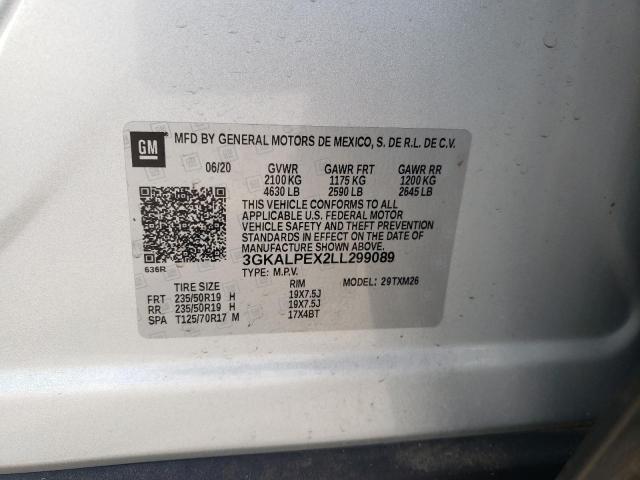 GM MFD BY GENERAL MOTORS DE MEXICO, S. DE R.L. DE C.V.
06/20 GVWR GAWR FRT GAWR RR
2100 KG 1175 KG 1200 KG
4630 LB 2590 LB 2645 LB
THIS VEHICLE CONFORMS TO ALL
APPLICABLE U.S. FEDERAL MOTOR
VEHICLE SAFETY AND THEFT PREVENTION
STANDARDS IN EFFECT ON THE DATE OF
MANUFACTURE SHOWN ABOVE.
3GKALPEX2LL299089
636R TYPE: M.P.V. MODEL: 29TXM26
TIRE SIZE RIM
FRT 235/50R19 H 19X7.5J
RR 235/50R19 H 19X7.5J
SPA T125/70R17 M 17X4BT